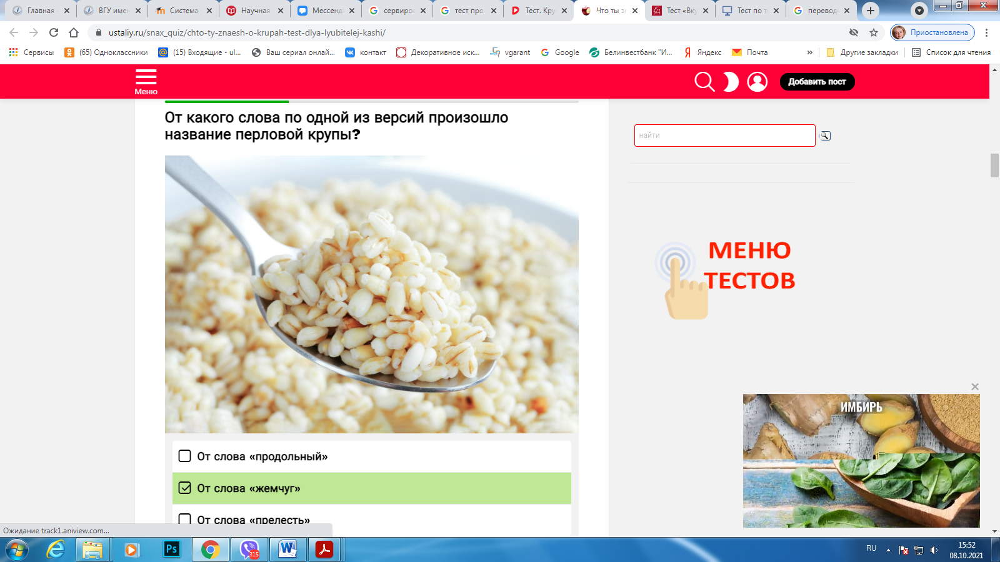 Главная
ВГУ имен
Система
Научная
Мессенд
сервиров
тест про
Тест. Кру
Что ты з
Тест «Вку
Тест по т
перевод
ustaliy.ru/snax_quiz/chto-ty-znaesh-o-krupah-test-dlya-lyubitelej-kashi/
Приостановлена
Сервисы
(65) Одноклассники
(15) Входящие - ul...
Ваш сериал онлай...
контакт
Декоративное иск...
vgarant
Google
Белинвестбанк "И...
Яндекс
Почта
»
Другие закладки
Список для чтения
Меню
Добавить пост
От какого слова по одной из версий произошло
название перловой крупы?
найти
МЕНЮ
ТЕСТОВ
ИМБИРЬ
От слова «продольный»
От слова «жемчуг»
От слова «прелесть»
Ожидание track1.aniview.com...
Ps
315
W
RU
15:52
08.10.2021